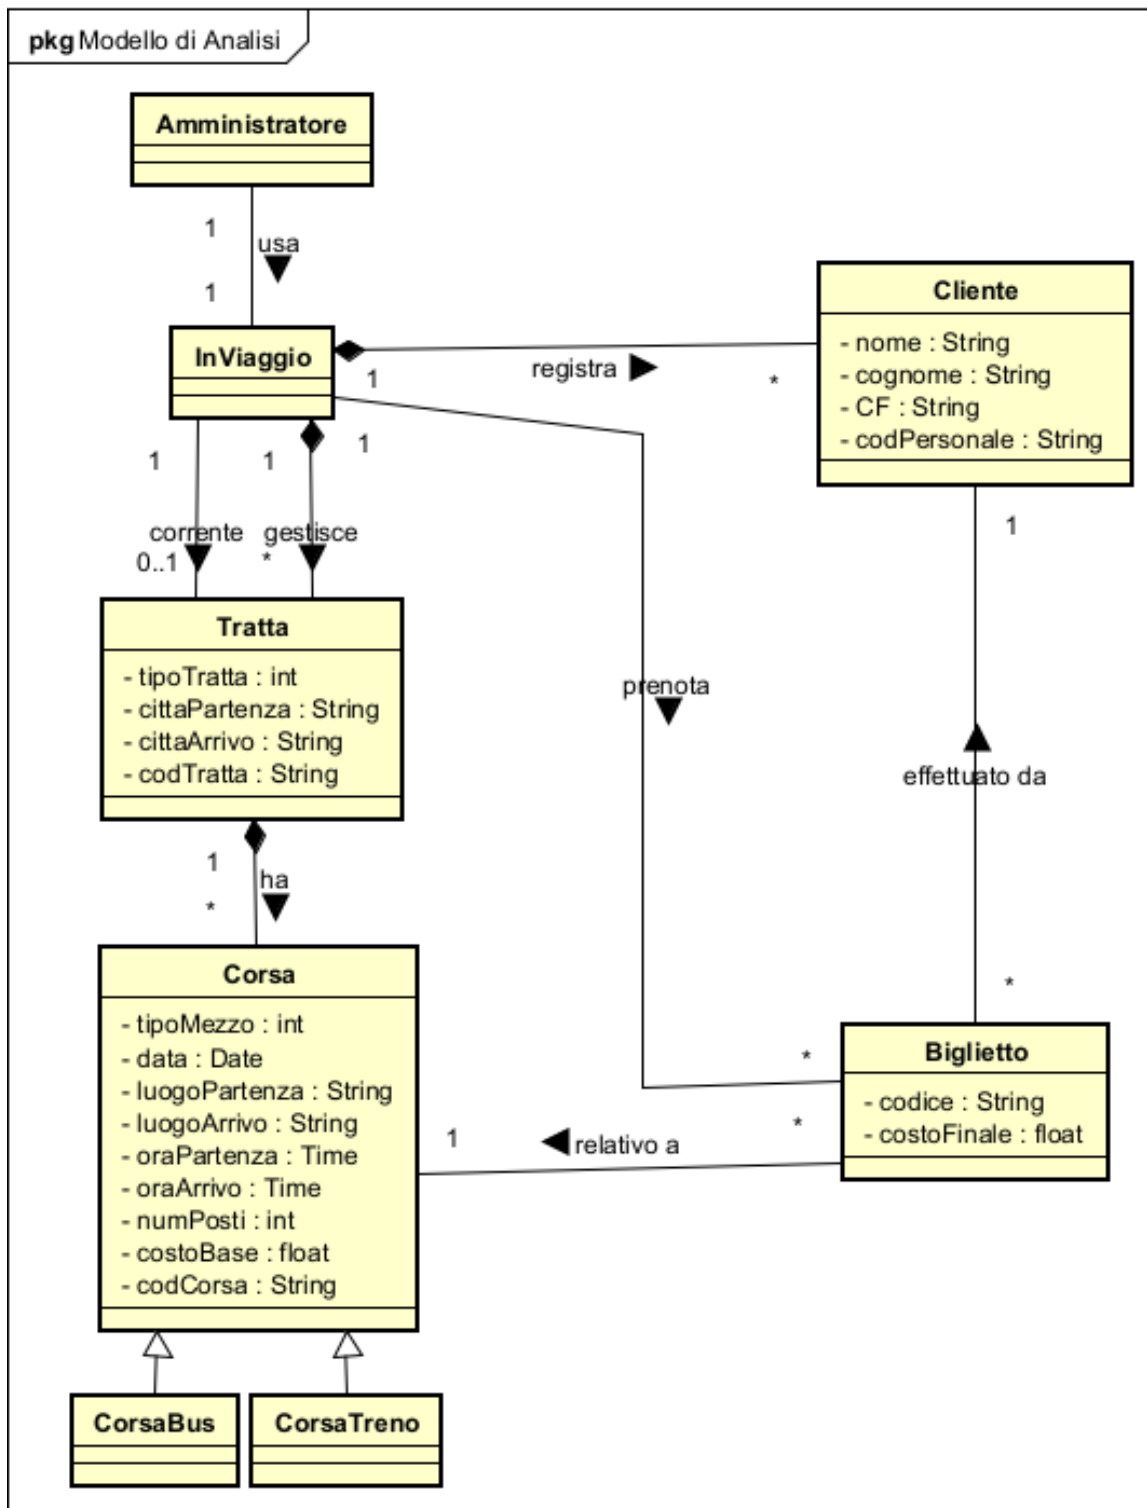 pkg Modello di Analisi
Amministratore
1
usa
1
InViaggio
1
registra
*
Cliente
- nome : String
- cognome : String
- CF : String
- codPersonale : String
1
1
1
corrente
gestisce
0..1
*
1
Tratta
- tipoTratta : int
- cittaPartenza : String
- cittaArrivo : String
- codTratta : String
prenota
effettuato da
1
ha
*
*
Corsa
- tipoMezzo : int
- data : Date
- luogoPartenza : String
- luogoArrivo : String
- oraPartenza : Time
- oraArrivo : Time
- numPosti : int
- costoBase : float
- codCorsa : String
*
Biglietto
- codice : String
- costoFinale : float
1
relativo a
*
CorsaBus
CorsaTreno